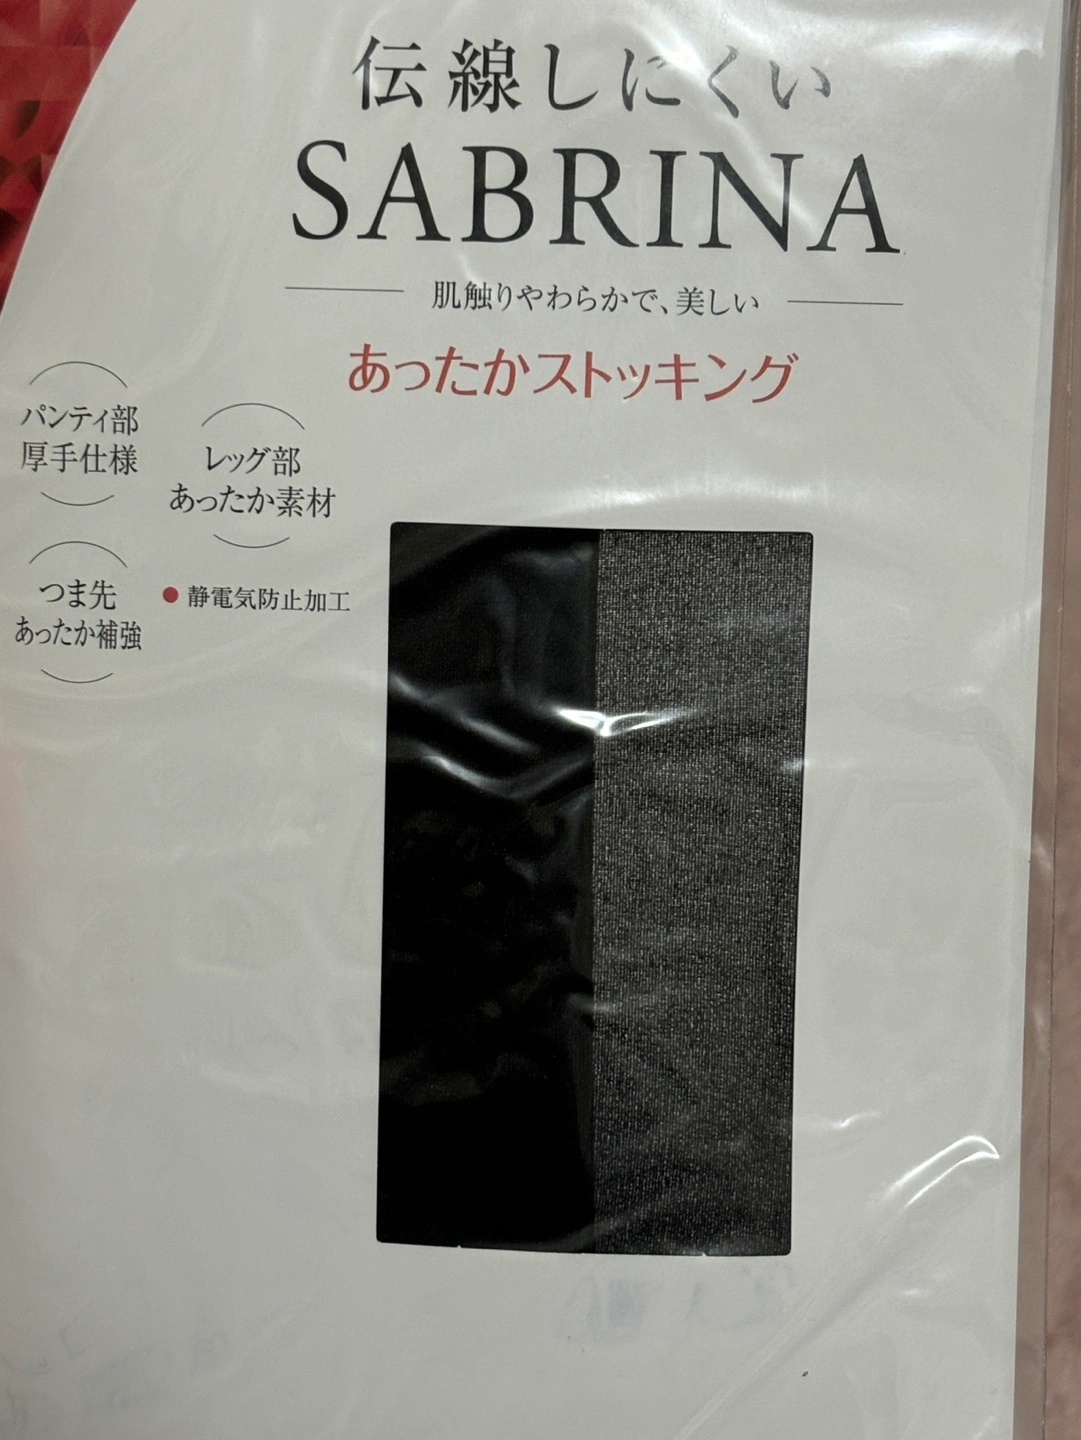 伝線しにくい
SABRINA
肌触りやわらかで、美しい
あったかストッキング
パンティ部
厚手仕様
レッグ部
あったか素材
つま先
あったか補強
静電気防止加工